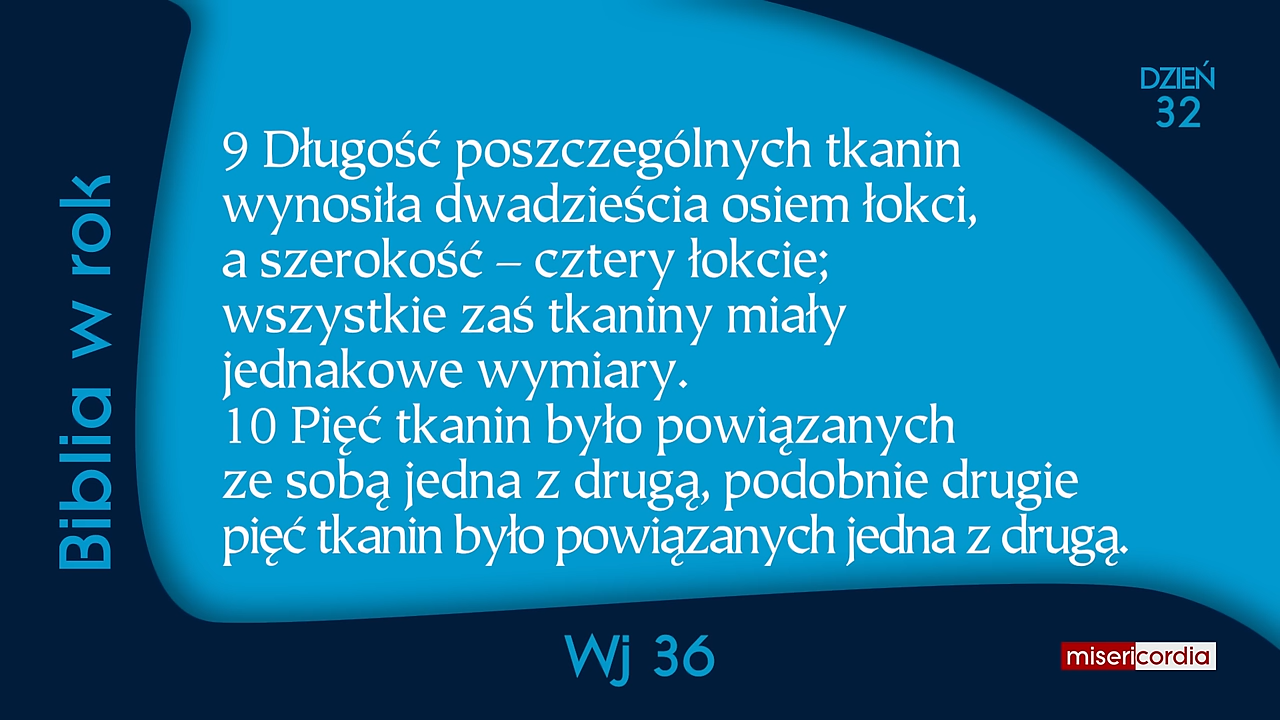 DZIEŃ
32
Biblia w rok
9 Długość poszczególnych tkanin
wynosiła dwadzieścia osiem łokci,
a szerokość – cztery łokcie;
wszystkie zaś tkaniny miały
jednakowe wymiary.
10 Pięć tkanin było powiązanych
ze sobą jedna z drugą, podobnie drugie
pięć tkanin było powiązanych jedna z drugą.
Wj 36
misericordia